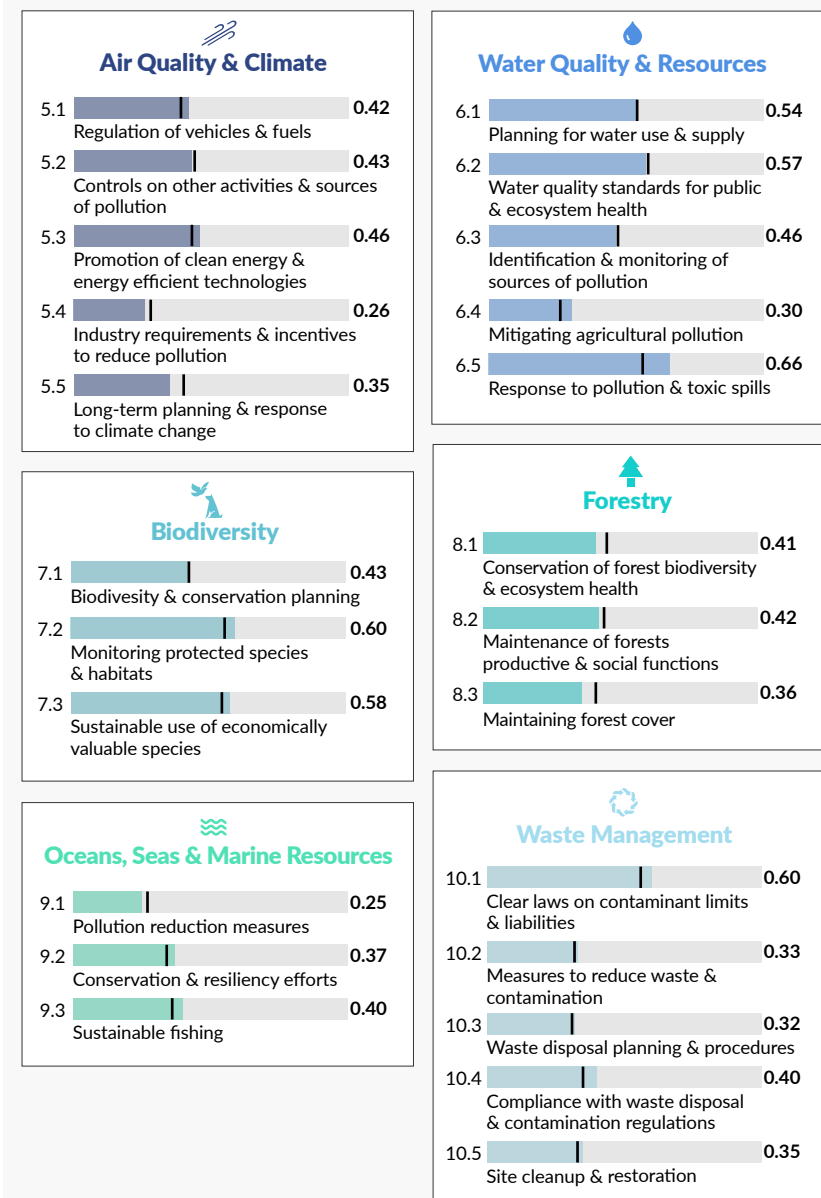 Air Quality & Climate
5.1 0.42
Regulation of vehicles & fuels
5.2 0.43
Controls on other activities & sources
of pollution
5.3 0.46
Promotion of clean energy &
energy efficient technologies
5.4 0.26
Industry requirements & incentives
to reduce pollution
5.5 0.35
Long-term planning & response
to climate change
Water Quality & Resources
6.1 0.54
Planning for water use & supply
6.2 0.57
Water quality standards for public
& ecosystem health
6.3 0.46
Identification & monitoring of
sources of pollution
6.4 0.30
Mitigating agricultural pollution
6.5 0.66
Response to pollution & toxic spills
Biodiversity
7.1 0.43
Biodivesity & conservation planning
7.2 0.60
Monitoring protected species
& habitats
7.3 0.58
Sustainable use of economically
valuable species
Forestry
8.1 0.41
Conservation of forest biodiversity
& ecosystem health
8.2 0.42
Maintenance of forests
productive & social functions
8.3 0.36
Maintaining forest cover
Oceans, Seas & Marine Resources
9.1 0.25
Pollution reduction measures
9.2 0.37
Conservation & resiliency efforts
9.3 0.40
Sustainable fishing
Waste Management
10.1 0.60
Clear laws on contaminant limits
& liabilities
10.2 0.33
Measures to reduce waste &
contamination
10.3 0.32
Waste disposal planning & procedures
10.4 0.40
Compliance with waste disposal
& contamination regulations
10.5 0.35
Site cleanup & restoration